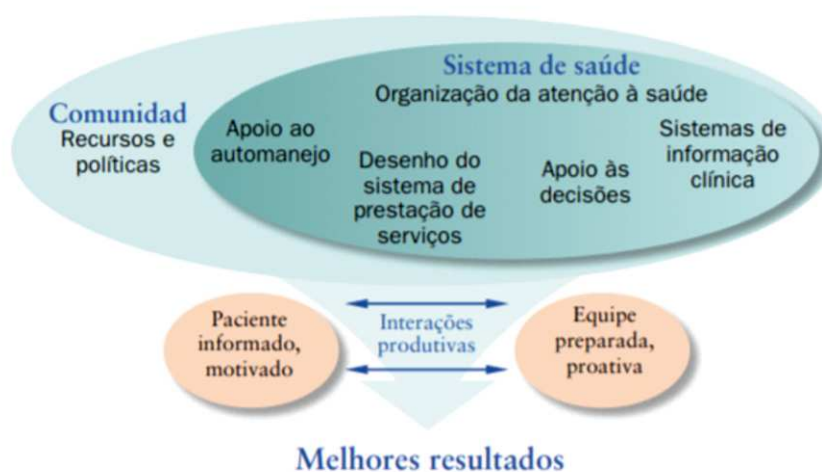 Sistema de saúde
Organização da atenção à saúde
Comunidad
Recursos e
políticas
Apoio ao
automanejo
Desenho do
sistema de
prestação de
serviços
Apoio às
decisões
Sistemas de
informação
clínica
Paciente
informado,
motivado
Interações
produtivas
Equipe
preparada,
proativa
Melhores resultados